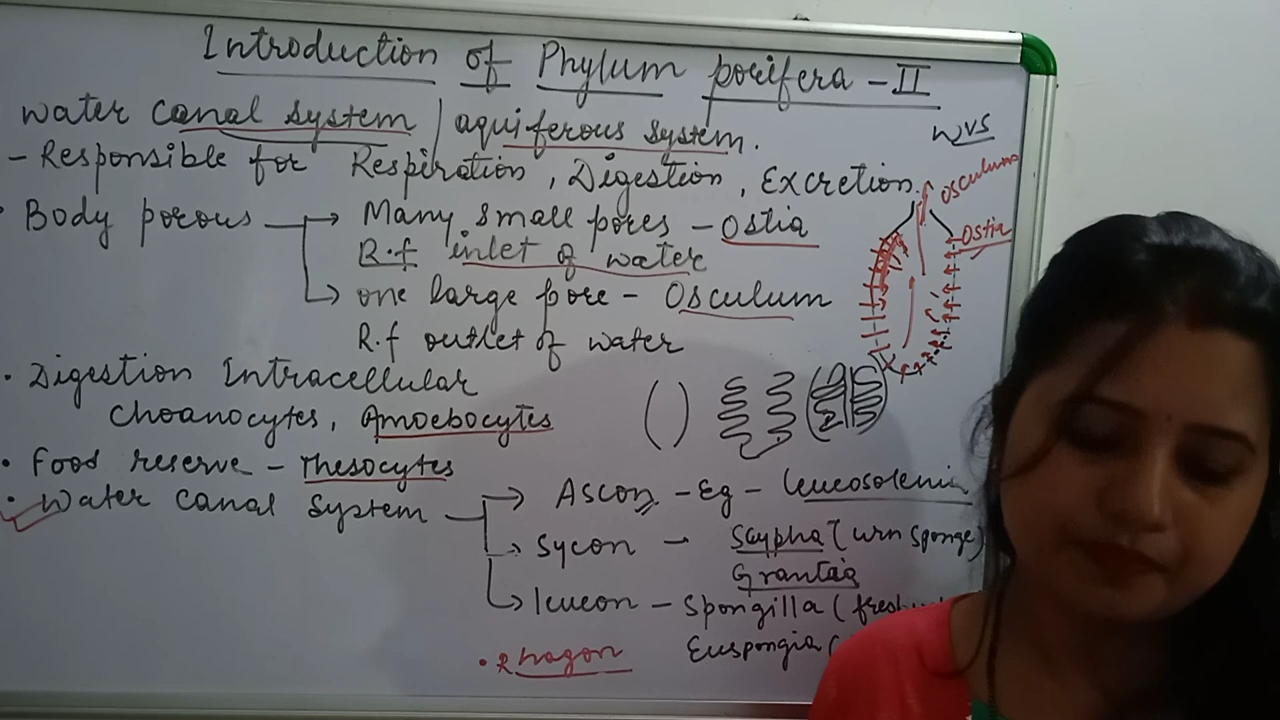 Introduction of Phylum porifera - II
Water canal system / aquiferous system.
- Responsible for Respiration, Digestion, Excretion.
WVS
Osculum
Ostia
• Body porous → Many small pores - Ostia
R.f inlet of water
→ one large pore - Osculum
R.f outlet of water
• Digestion Intracellular
Choanocytes, Amoebocytes
• Food reserve - Thesocytes
• Water Canal System → Ascon - Eg - Leucosoleni
→ Sycon - Scypha (Urn Sponge)
Grantia
→ leucon - Spongilla (fresh
Euspongia (
• Rhagon